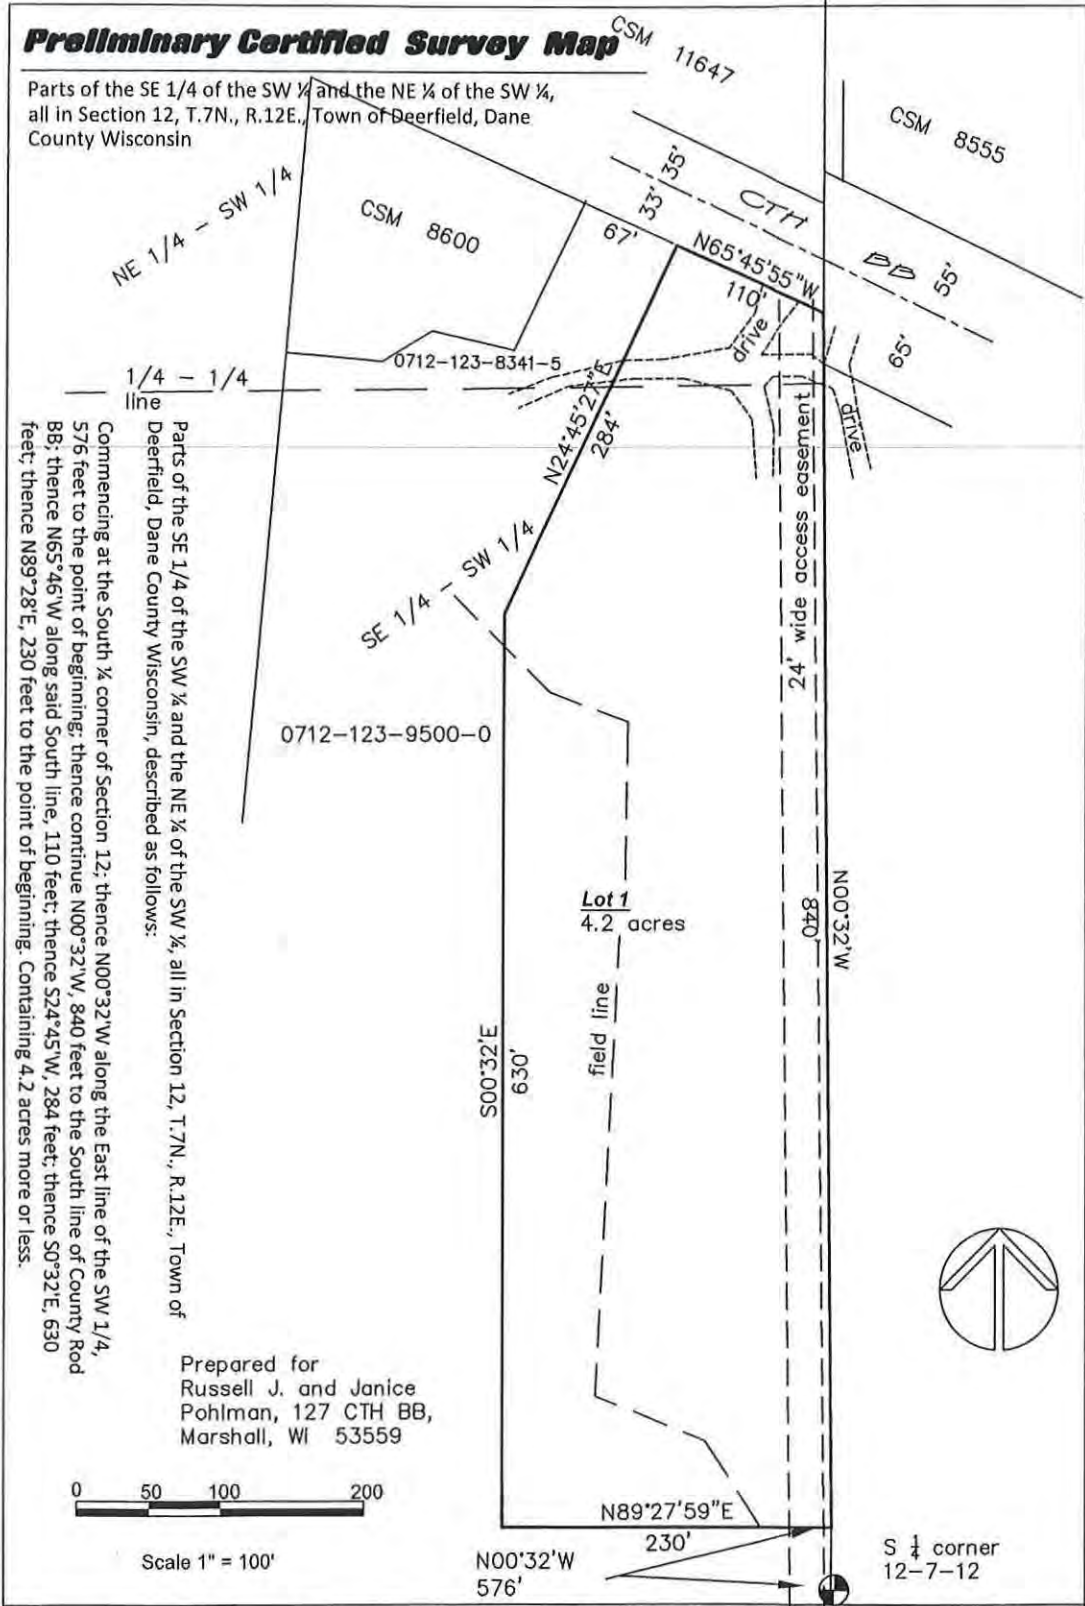 Preliminary Certified Survey Map
Parts of the SE 1/4 of the SW ¼ and the NE ¼ of the SW ¼,
all in Section 12, T.7N., R.12E., Town of Deerfield, Dane
County Wisconsin
CSM 11647
CSM 8555
NE 1/4 - SW 1/4
CSM 8600
35'
33'
67'
CTH BB
55'
65'
N65°45'55"W
110'
drive
drive
0712-123-8341-5
1/4 - 1/4
line
N24°45'27"E
284'
24' wide access easement
SE 1/4 - SW 1/4
0712-123-9500-0
Parts of the SE 1/4 of the SW ¼ and the NE ¼ of the SW ¼, all in Section 12, T.7N., R.12E., Town of
Deerfield, Dane County Wisconsin, described as follows:
Commencing at the South ¼ corner of Section 12; thence N00°32'W along the East line of the SW 1/4,
576 feet to the point of beginning; thence continue N00°32'W, 840 feet to the South line of County Rod
BB; thence N65°46'W along said South line, 110 feet; thence S24°45'W, 284 feet; thence S0°32'E, 630
feet; thence N89°28'E, 230 feet to the point of beginning. Containing 4.2 acres more or less.
Lot 1
4.2 acres
field line
S00°32'E
630'
840'
N00°32'W
Prepared for
Russell J. and Janice
Pohlman, 127 CTH BB,
Marshall, WI 53559
0 50 100 200
Scale 1" = 100'
N89°27'59"E
230'
N00°32'W
576'
S ¼ corner
12-7-12